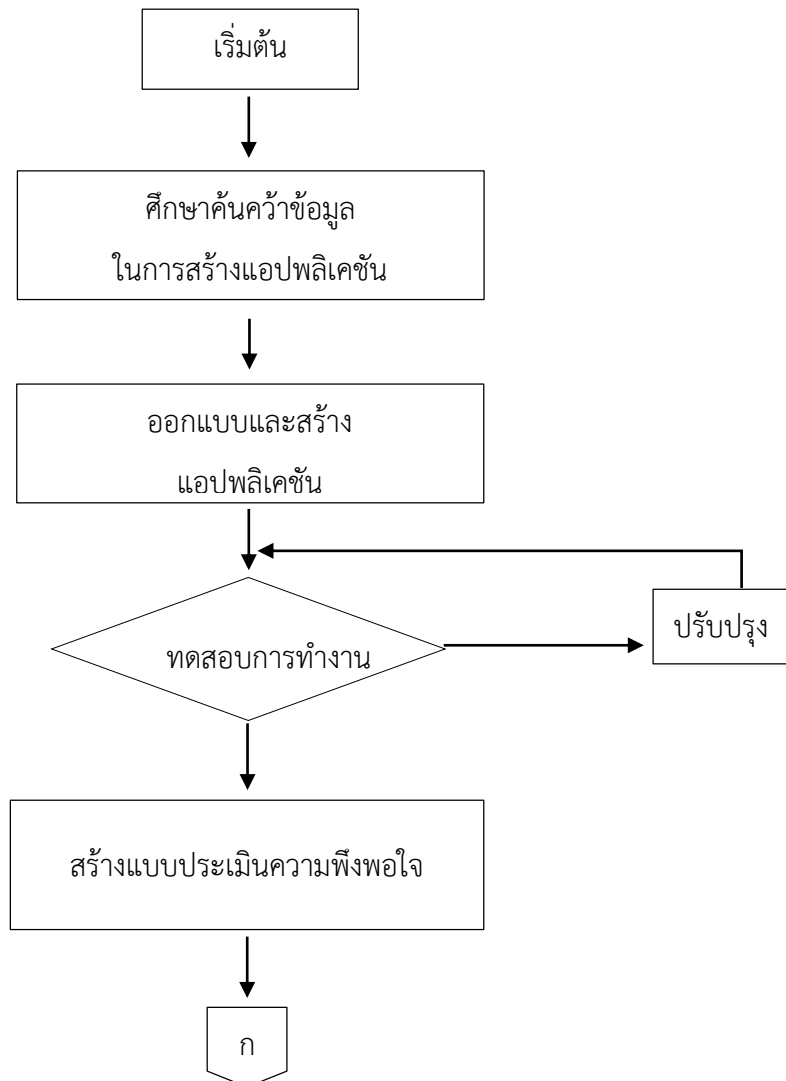 เริ่มต้น
ศึกษาค้นคว้าข้อมูล
ในการสร้างแอปพลิเคชัน
ออกแบบและสร้าง
แอปพลิเคชัน
ปรับปรุง
ทดสอบการทำงาน
สร้างแบบประเมินความพึงพอใจ
ก